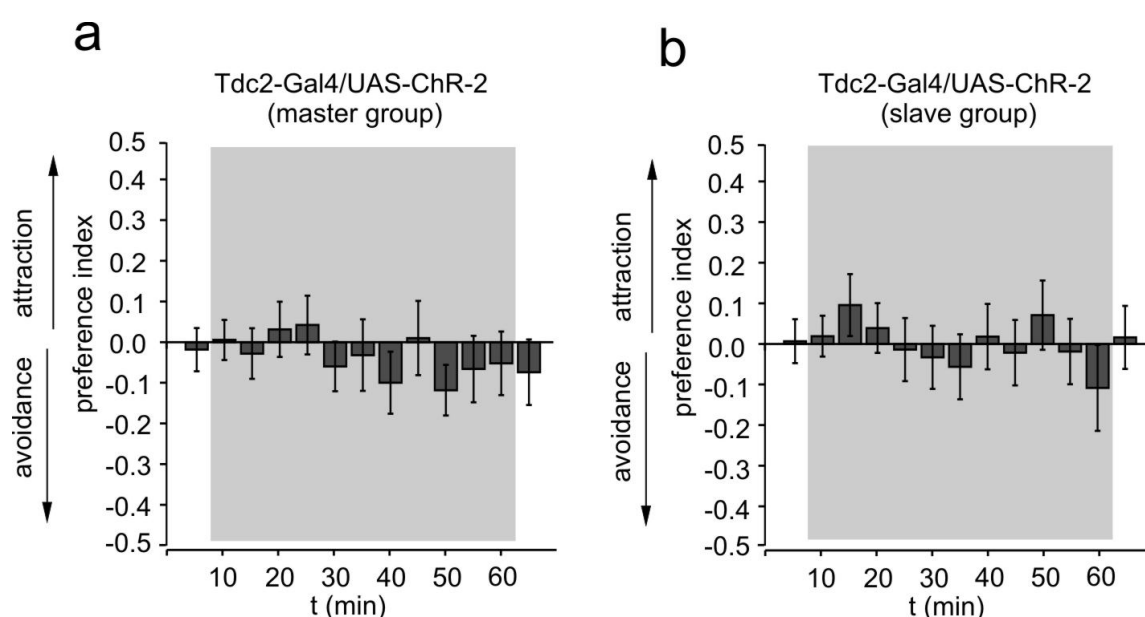 a
Tdc2-Gal4/UAS-ChR-2
(master group)
attraction
avoidance
preference index
0.5
0.4
0.3
0.2
0.1
0.0
-0.1
-0.2
-0.3
-0.4
-0.5
10 20 30 40 50 60
t (min)
b
Tdc2-Gal4/UAS-ChR-2
(slave group)
attraction
avoidance
preference index
0.5
0.4
0.3
0.2
0.1
0.0
-0.1
-0.2
-0.3
-0.4
-0.5
10 20 30 40 50 60
t (min)